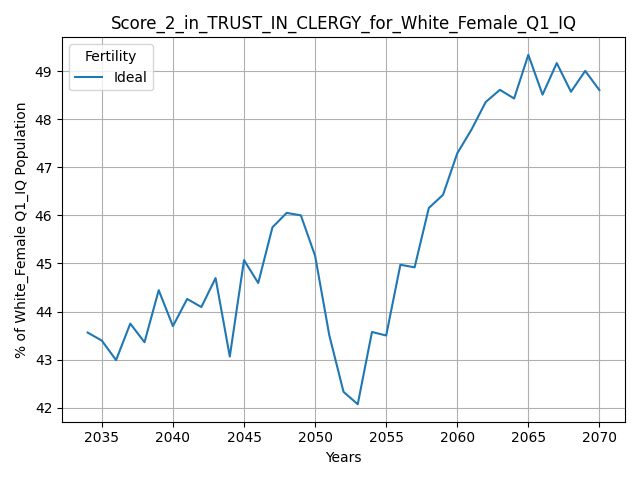 Score_2_in_TRUST_IN_CLERGY_for_White_Female_Q1_IQ
Fertility
Ideal
% of White_Female Q1_IQ Population
49
48
47
46
45
44
43
42
2035 2040 2045 2050 2055 2060 2065 2070
Years